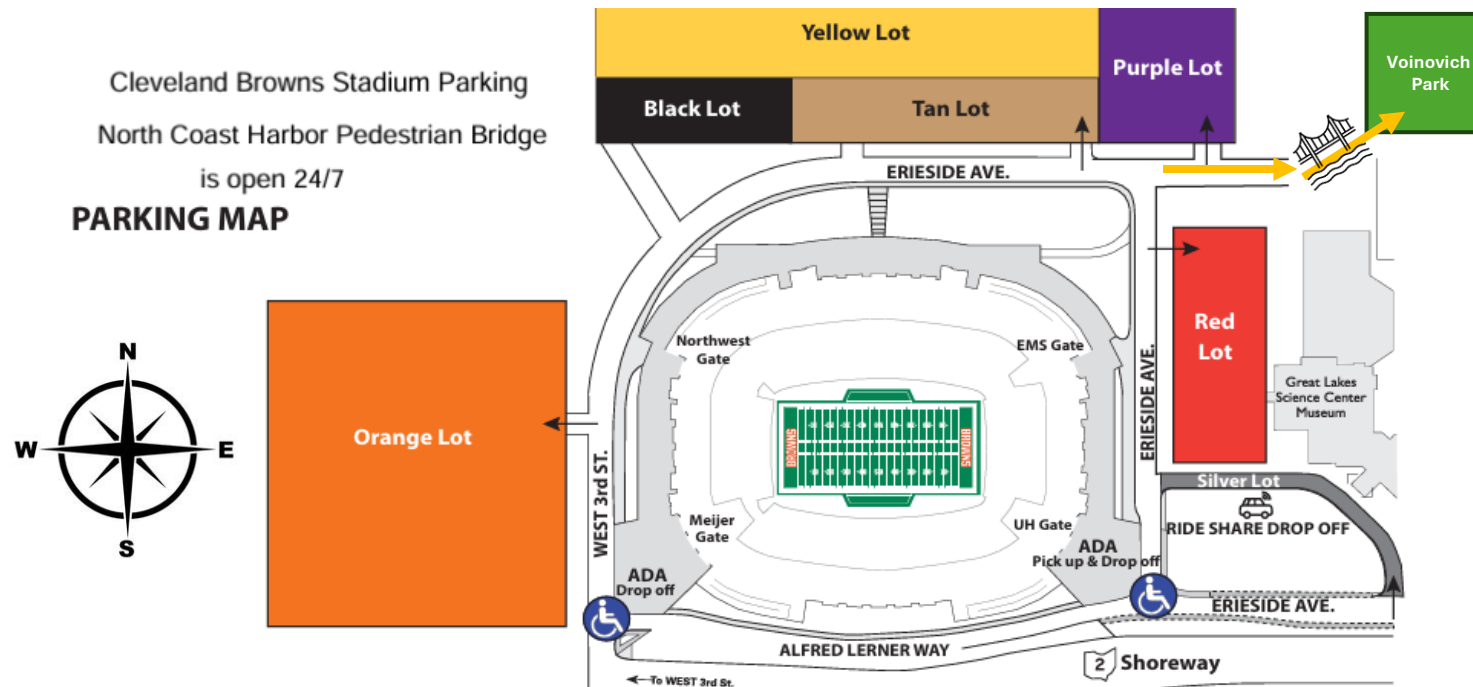 Cleveland Browns Stadium Parking
North Coast Harbor Pedestrian Bridge
is open 24/7
PARKING MAP
Yellow Lot
Purple Lot
Voinovich
Park
Black Lot
Tan Lot
ERIESIDE AVE.
N
W
E
S
Orange Lot
Northwest
Gate
EMS Gate
Red
Lot
Great Lakes
Science Center
Museum
ERIESIDE AVE.
WEST 3rd ST.
BROWNS
BROWNS
Meijer
Gate
UH Gate
Silver Lot
RIDE SHARE DROP OFF
ADA
Drop off
ADA
Pick up & Drop off
ERIESIDE AVE.
ALFRED LERNER WAY
2
Shoreway
To WEST 3rd St.